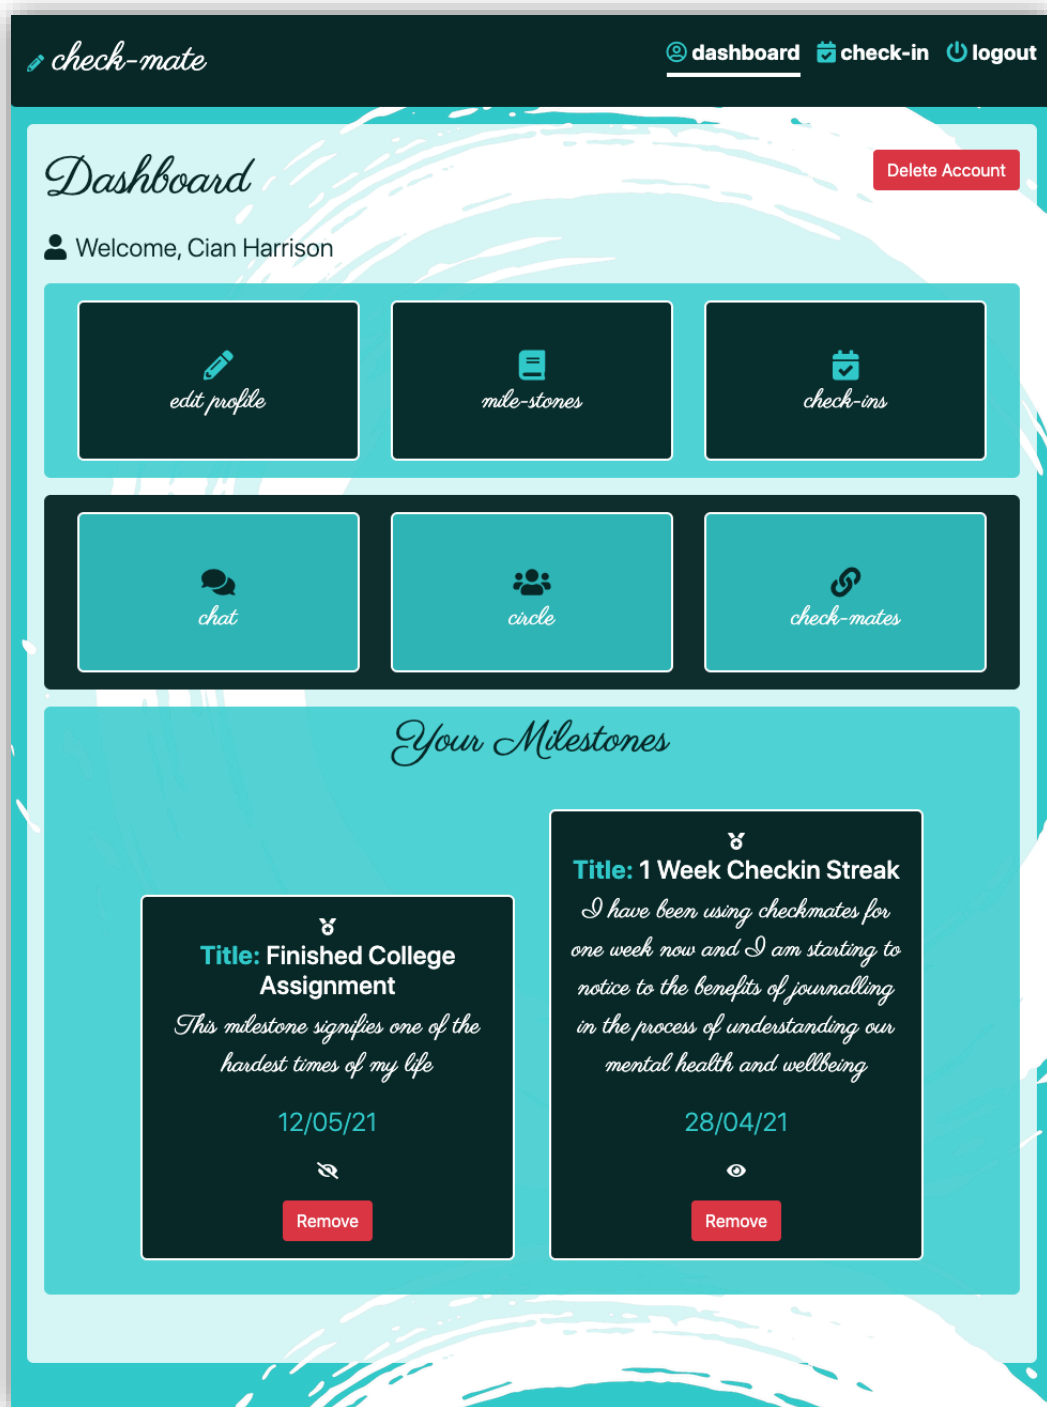 check-mate
dashboard check-in logout
Dashboard
Delete Account
Welcome, Cian Harrison
edit profile
mile-stones
check-ins
chat
circle
check-mates
Your Milestones
Title: Finished College
Assignment
This milestone signifies one of the
hardest times of my life
12/05/21
Remove
Title: 1 Week Checkin Streak
I have been using checkmates for
one week now and I am starting to
notice to the benefits of journalling
in the process of understanding our
mental health and wellbeing
28/04/21
Remove